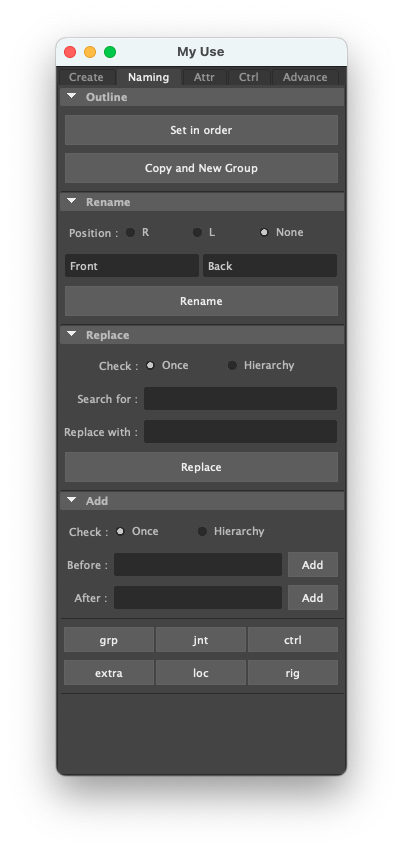 My Use
Create Naming Attr Ctrl Advance
Outline
Set in order
Copy and New Group
Rename
Position : R L None
Front Back
Rename
Replace
Check : Once Hierarchy
Search for :
Replace with :
Replace
Add
Check : Once Hierarchy
Before : Add
After : Add
grp jnt ctrl
extra loc rig